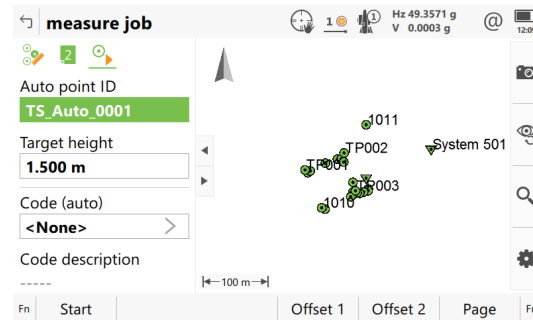 measure job
1
1
Hz 49.3571 g
V 0.0003 g
@
12:09
2
Auto point ID
TS_Auto_0001
Target height
1.500 m
Code (auto)
<None>
Code description
-----
1011
TP002
System 501
TP001
TP003
1010
100 m
Fn
Start
Offset 1
Offset 2
Page